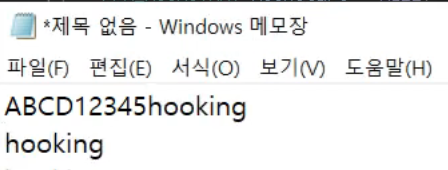 *제목 없음 - Windows 메모장
파일(F) 편집(E) 서식(O) 보기(V) 도움말(H)
ABCD12345hooking
hooking